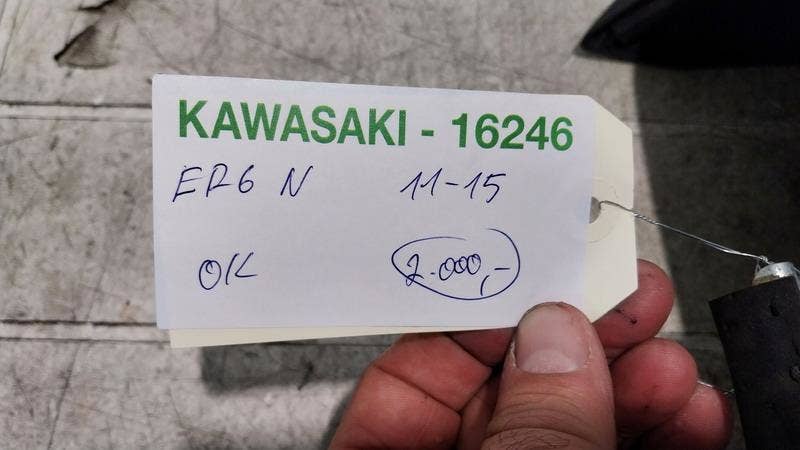 KAWASAKI - 16246
ER6 N 11-15
OK 2.000,-